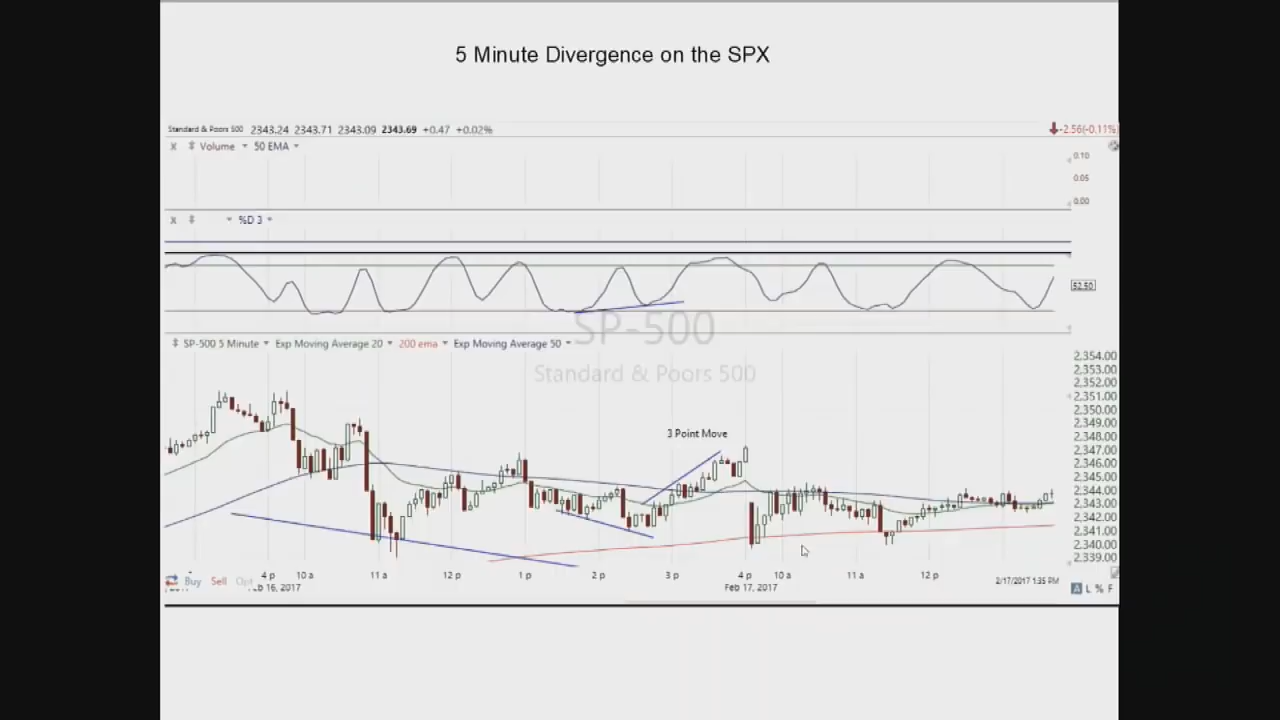 5 Minute Divergence on the SPX
Standard & Poors 500 2343.24 2343.71 2343.09 2343.69 +0.47 +0.02% -2.56(-0.11%)
x Volume 50 EMA
0.10
0.05
0.00
x %D 3
52.50
SP-500
Standard & Poors 500
SP-500 5 Minute Exp Moving Average 20 200 ema Exp Moving Average 50
2,354.00
2,353.00
2,352.00
2,351.00
2,350.00
2,349.00
2,348.00
2,347.00
2,346.00
2,345.00
2,344.00
2,343.00
2,342.00
2,341.00
2,340.00
2,339.00
3 Point Move
4 p 10 a 11 a 12 p 1 p 2 p 3 p 4 p 10 a 11 a 12 p 2/17/2017 1:35 PM
Buy Sell Opt
eb 16, 2017 Feb 17, 2017
A L % F